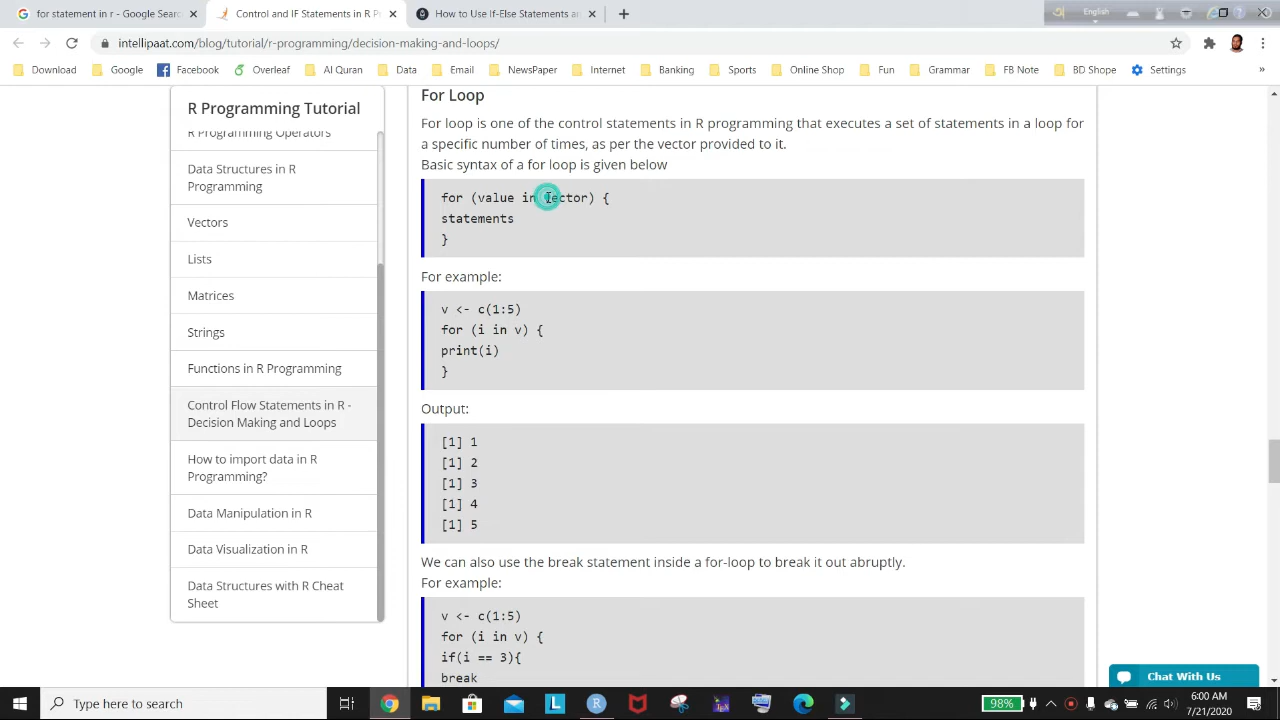 for statement in r - Google Searc
Control and IF Statements in R P
How to Use If-Else Statements an
English
intellipaat.com/blog/tutorial/r-programming/decision-making-and-loops/
Download
Google
Facebook
Overleaf
Al Quran
Data
Email
NewsPaper
Internet
Banking
Sports
Online Shop
Fun
Grammar
FB Note
BD Shope
Settings
»
R Programming Tutorial
R Programming Operators
Data Structures in R
Programming
Vectors
Lists
Matrices
Strings
Functions in R Programming
Control Flow Statements in R -
Decision Making and Loops
How to import data in R
Programming?
Data Manipulation in R
Data Visualization in R
Data Structures with R Cheat
Sheet
For Loop
For loop is one of the control statements in R programming that executes a set of statements in a loop for
a specific number of times, as per the vector provided to it.
Basic syntax of a for loop is given below
for (value in vector) {
statements
}
For example:
v <- c(1:5)
for (i in v) {
print(i)
}
Output:
[1] 1
[1] 2
[1] 3
[1] 4
[1] 5
We can also use the break statement inside a for-loop to break it out abruptly.
For example:
v <- c(1:5)
for (i in v) {
if(i == 3){
break
Chat With Us
Type here to search
98%
6:00 AM
7/21/2020